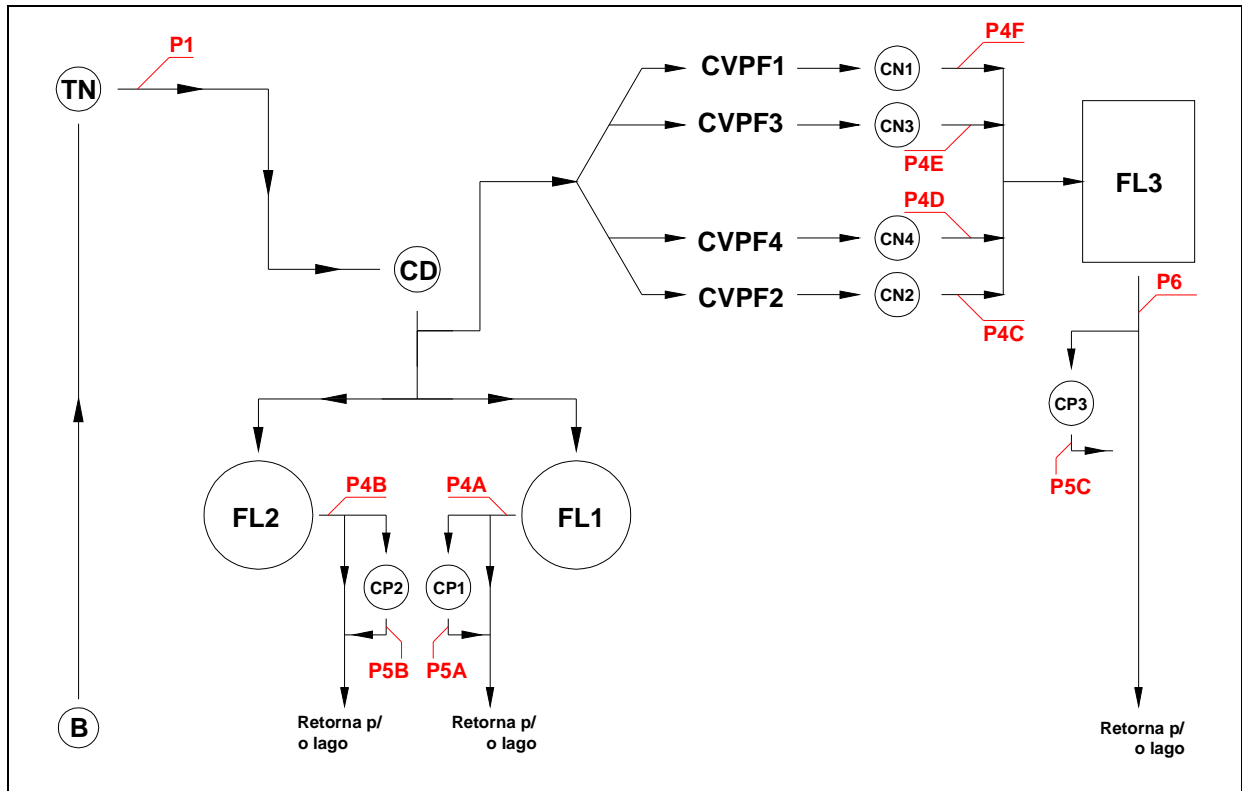 P1
P4F
TN
CVPF1
CN1
CVPF3
CN3
P4E
FL3
P4D
CVPF4
CN4
CD
CVPF2
CN2
P6
P4C
CP3
P4B
P4A
P5C
FL2
FL1
CP2
CP1
P5B
P5A
B
Retorna p/
o lago
Retorna p/
o lago
Retorna p/
o lago